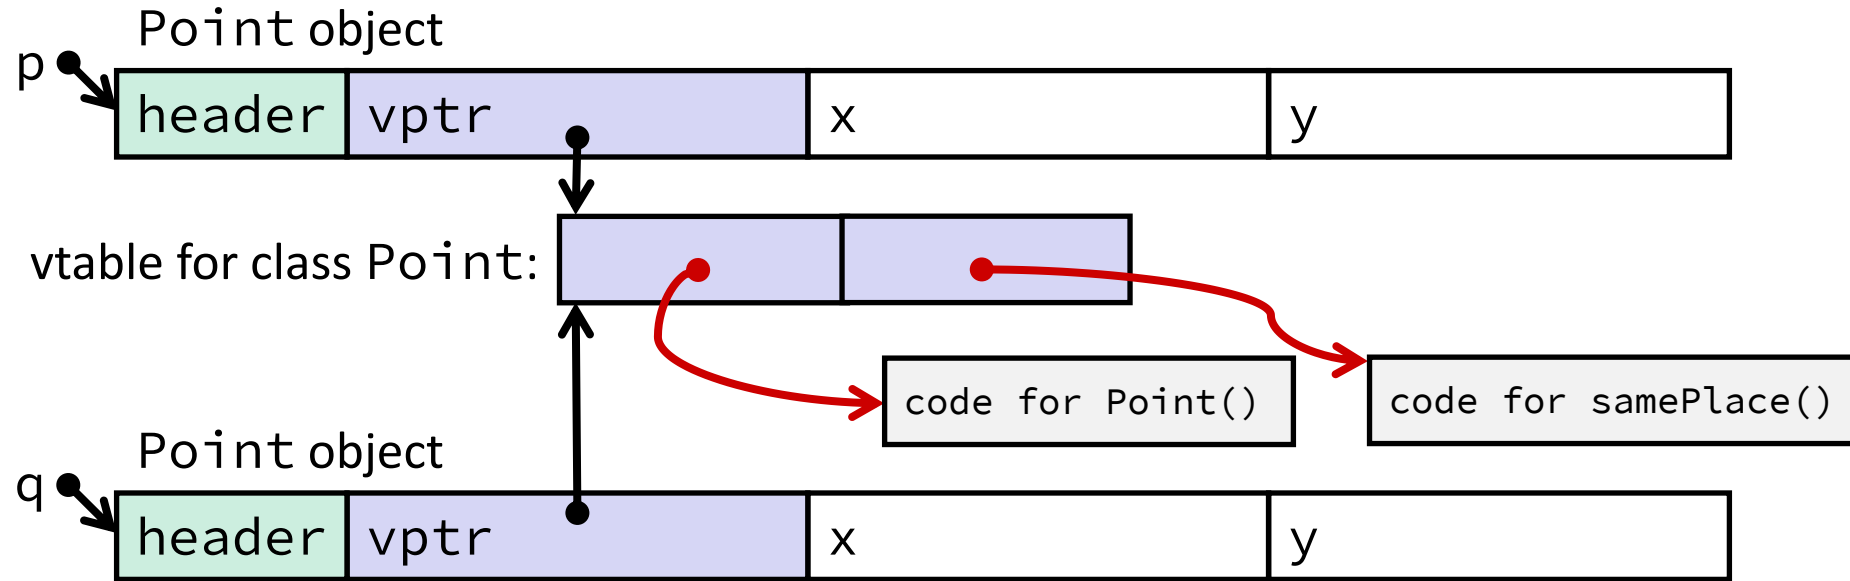 Point object
p
header vptr x y
vtable for class Point:
code for Point() code for samePlace()
Point object
q
header vptr x y